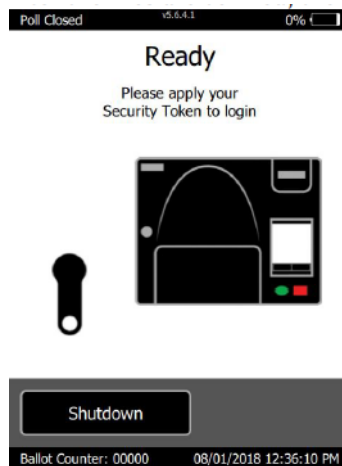 Poll Closed v5.6.4.1 0%
Ready
Please apply your
Security Token to login
Shutdown
Ballot Counter: 00000 08/01/2018 12:36:10 PM